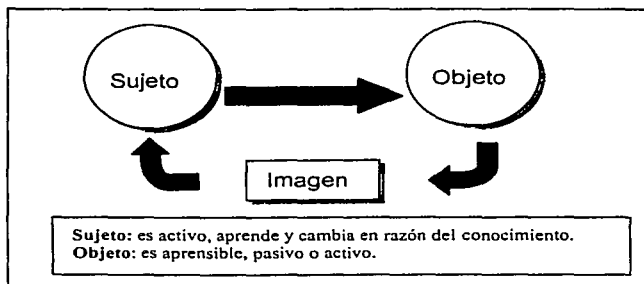 Sujeto
Objeto
Imagen
Sujeto: es activo, aprende y cambia en razón del conocimiento.
Objeto: es aprensible, pasivo o activo.